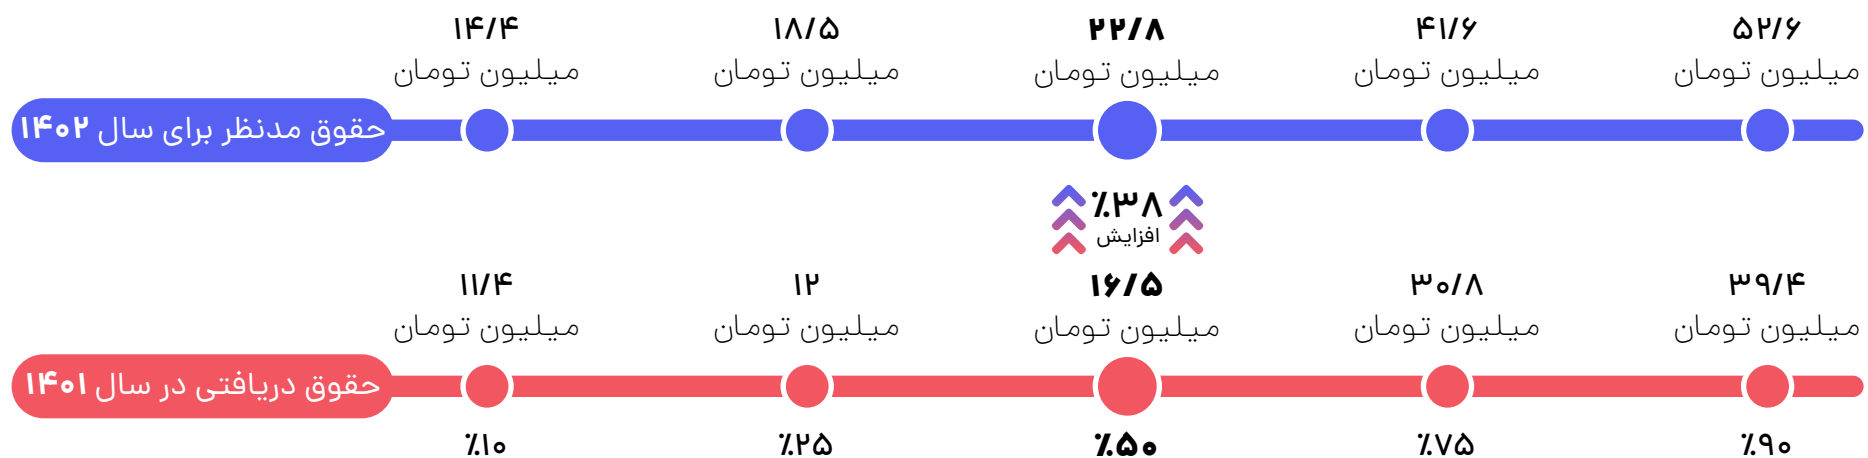 ۱۴/۴ ۱۸/۵ ۲۲/۸ ۴۱/۶ ۵۲/۶
میلیون تومان میلیون تومان میلیون تومان میلیون تومان میلیون تومان
حقوق مدنظر برای سال ۱۴۰۲
٪۳۸
افزایش
۱۱/۴ ۱۲ ۱۶/۵ ۳۰/۸ ۳۹/۴
میلیون تومان میلیون تومان میلیون تومان میلیون تومان میلیون تومان
حقوق دریافتی در سال ۱۴۰۱
٪۱۰ ٪۲۵ ٪۵۰ ٪۷۵ ٪۹۰